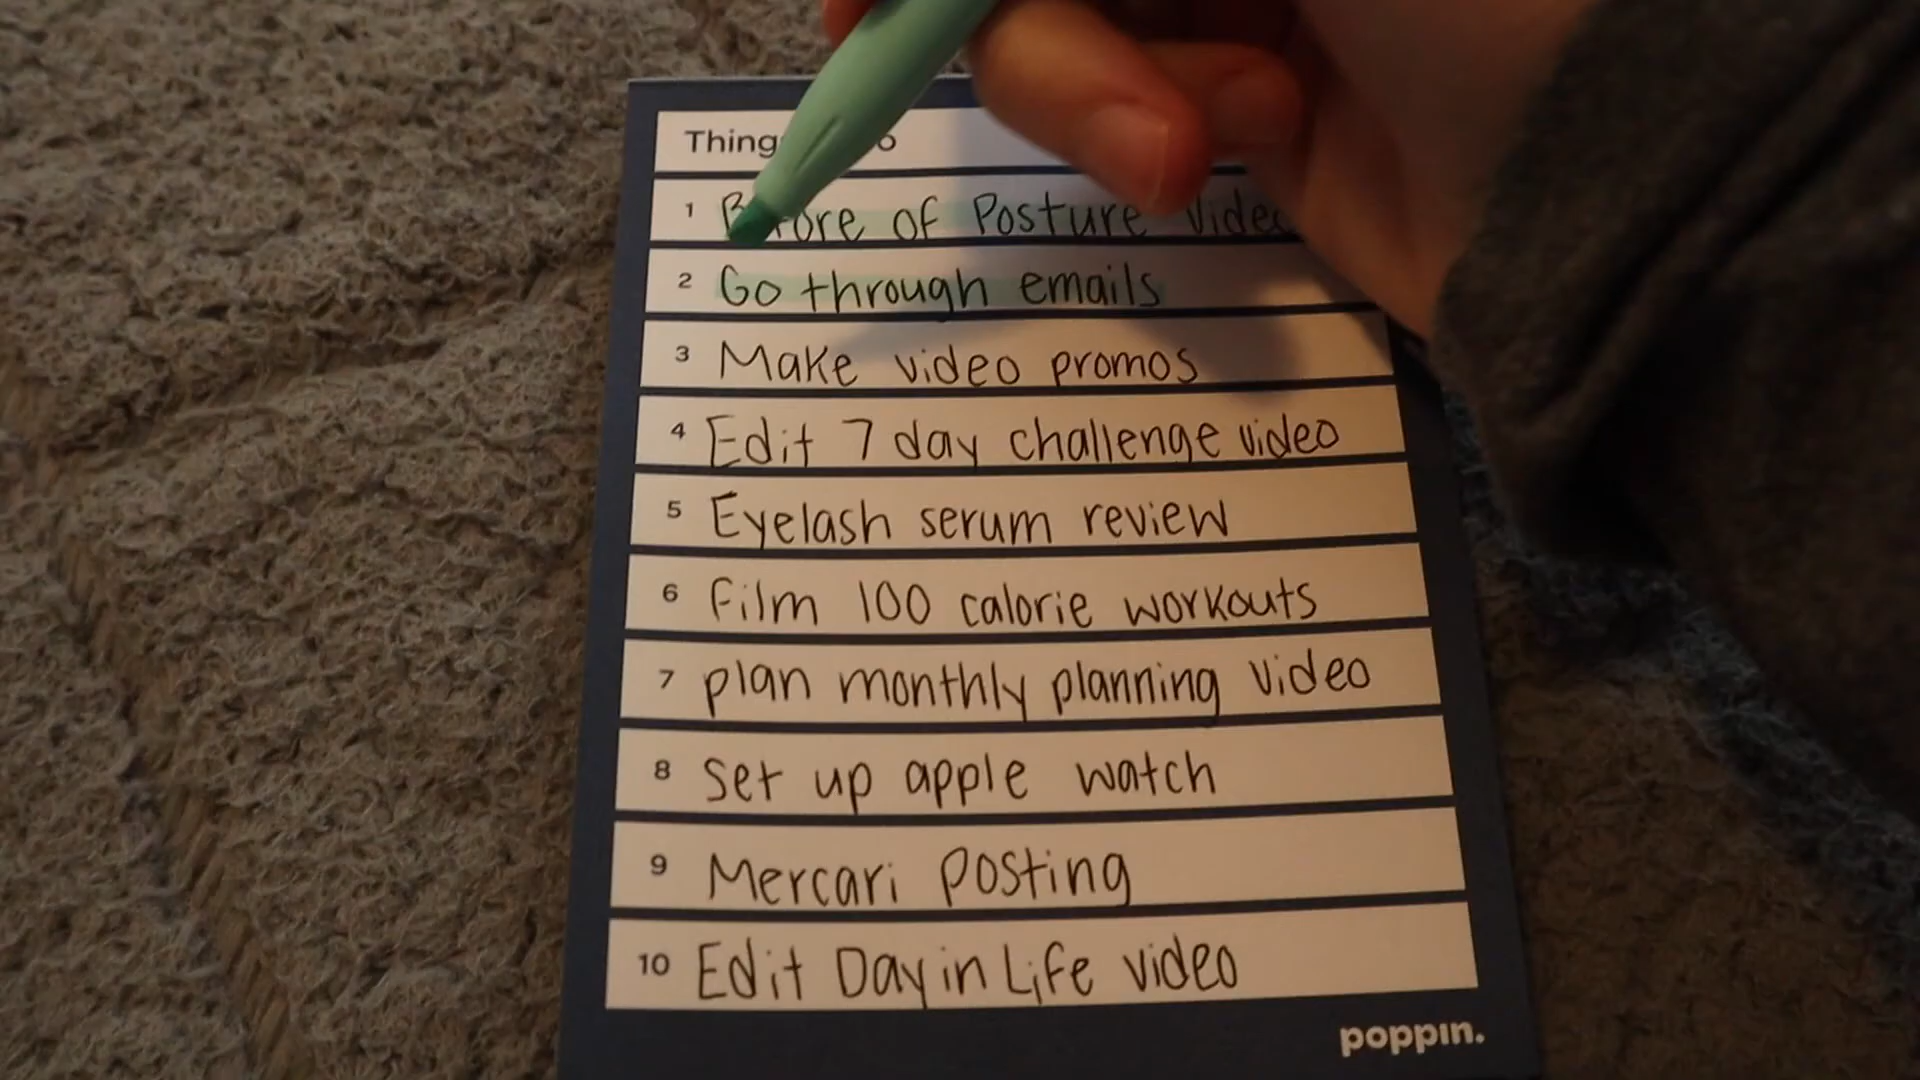 1 of Posture Video
2 Go through emails
3 Make video promos
4 Edit 7 day challenge video
5 Eyelash serum review
6 Film 100 calorie workouts
7 plan monthly planning video
8 set up apple watch
9 Mercari Posting
10 Edit Day in Life video
poppin.